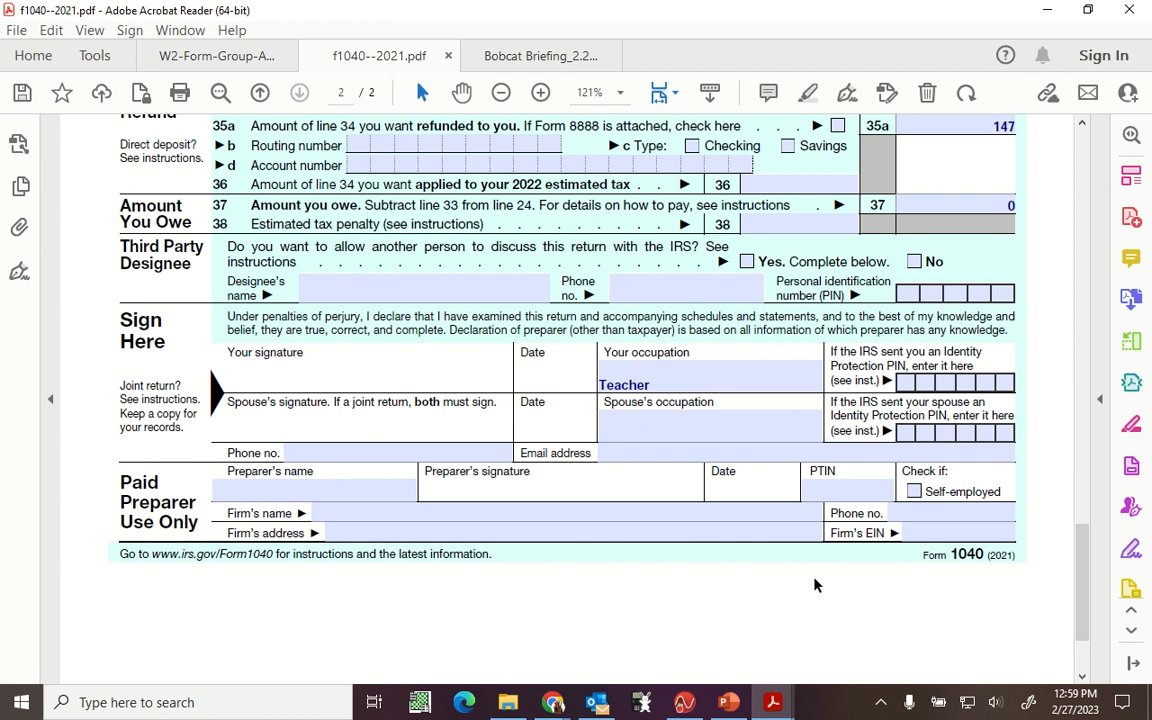 f1040--2021.pdf - Adobe Acrobat Reader (64-bit)
File Edit View Sign Window Help
Home Tools W2-Form-Group-A... f1040--2021.pdf × Bobcat Briefing_2.2... Sign In
2 / 2 121%
35a Amount of line 34 you want refunded to you. If Form 8888 is attached, check here . . . ▶ 35a 147
Direct deposit? ▶ b Routing number ▶ c Type: Checking Savings
See instructions. ▶ d Account number
36 Amount of line 34 you want applied to your 2022 estimated tax . . ▶ 36
Amount 37 Amount you owe. Subtract line 33 from line 24. For details on how to pay, see instructions . ▶ 37 0
You Owe 38 Estimated tax penalty (see instructions) . . . . . . . . . ▶ 38
Third Party Do you want to allow another person to discuss this return with the IRS? See
Designee instructions . . . . . . . . . . . . . . . . . . . . ▶ Yes. Complete below. No
Designee's Phone Personal identification
name ▶ no. ▶ number (PIN) ▶
Sign Under penalties of perjury, I declare that I have examined this return and accompanying schedules and statements, and to the best of my knowledge and
Here belief, they are true, correct, and complete. Declaration of preparer (other than taxpayer) is based on all information of which preparer has any knowledge.
Your signature Date Your occupation If the IRS sent you an Identity
Protection PIN, enter it here
Joint return? Teacher (see inst.) ▶
See instructions. Spouse's signature. If a joint return, both must sign. Date Spouse's occupation If the IRS sent your spouse an
Keep a copy for Identity Protection PIN, enter it here
your records. (see inst.) ▶
Phone no. Email address
Paid Preparer's name Preparer's signature Date PTIN Check if:
Preparer Self-employed
Use Only Firm's name ▶ Phone no.
Firm's address ▶ Firm's EIN ▶
Go to www.irs.gov/Form1040 for instructions and the latest information. Form 1040 (2021)
Type here to search
12:59 PM
2/27/2023